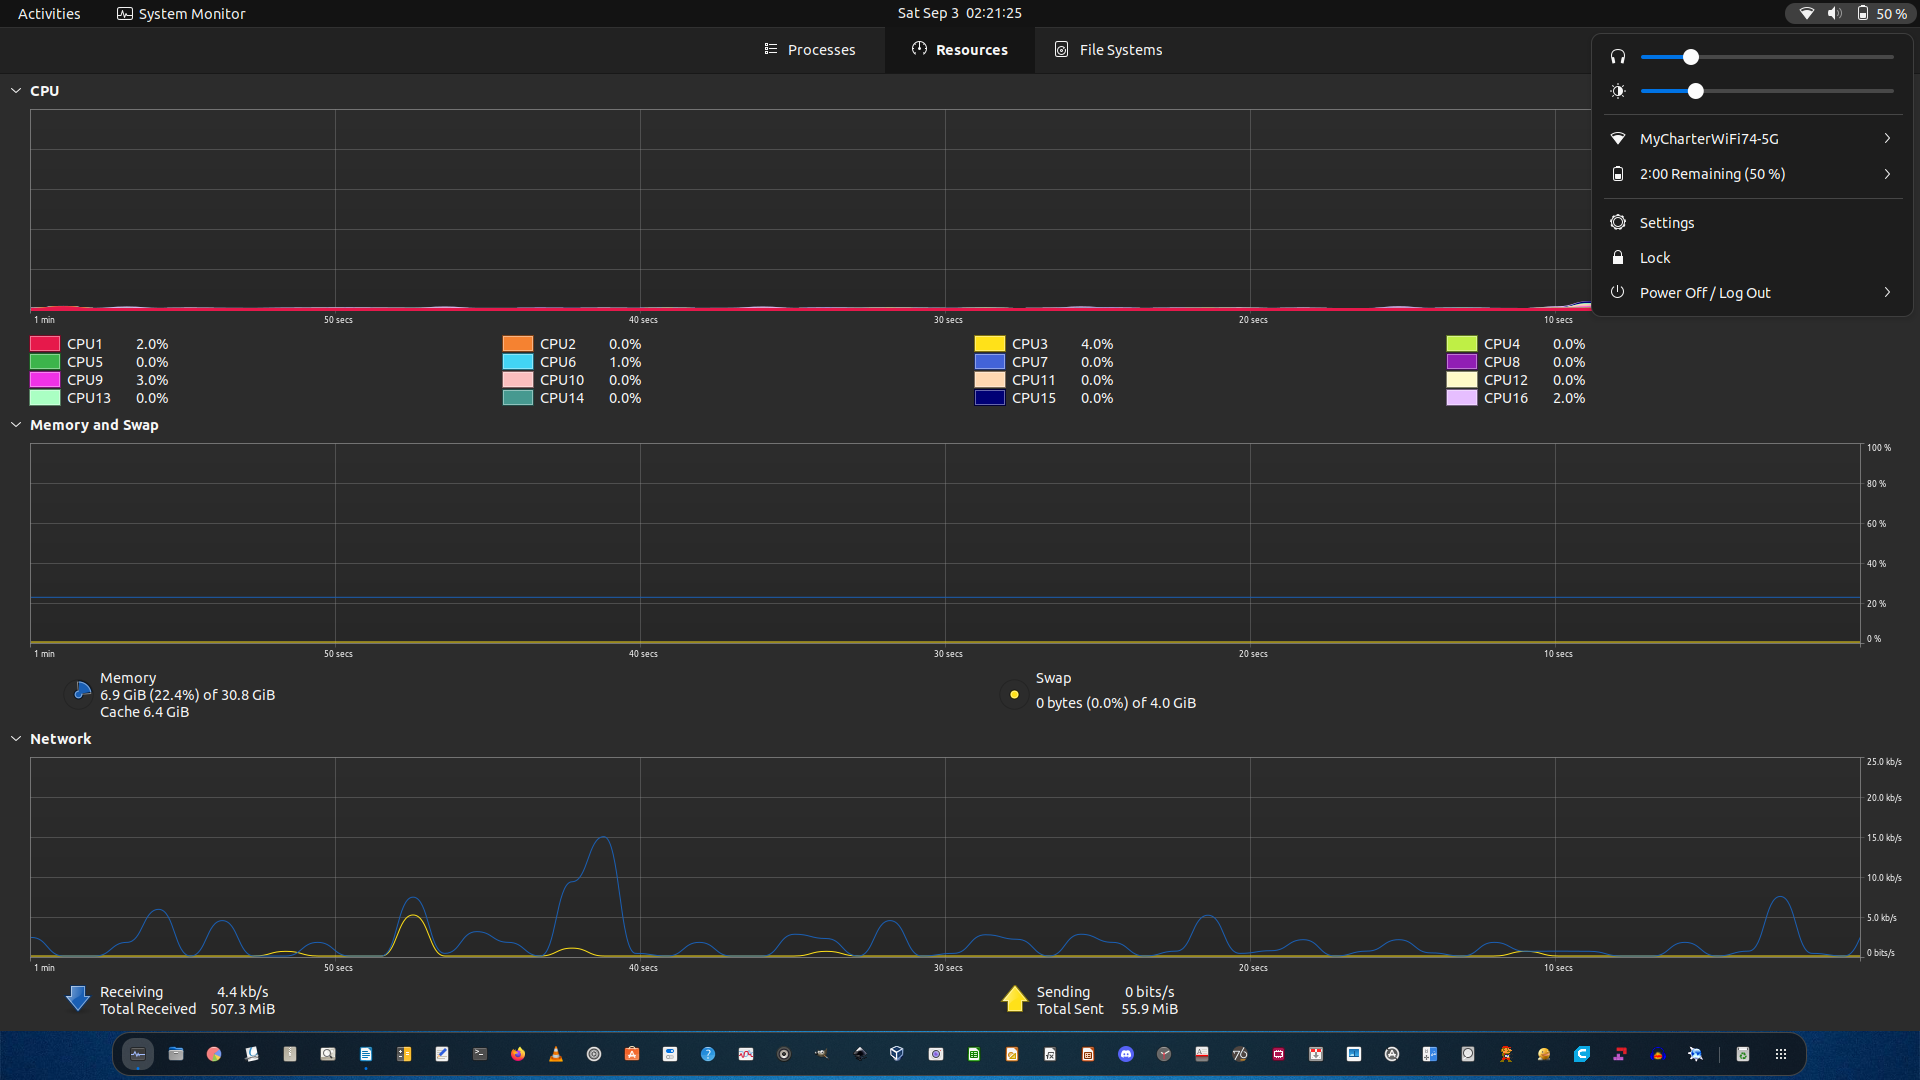 Activities System Monitor Sat Sep 3 02:21:25 50 %
Processes Resources File Systems
MyCharterWiFi74-5G
2:00 Remaining (50 %)
Settings
Lock
Power Off / Log Out
CPU
1 min 50 secs 40 secs 30 secs 20 secs 10 secs
CPU1 2.0% CPU2 0.0% CPU3 4.0% CPU4 0.0%
CPU5 0.0% CPU6 1.0% CPU7 0.0% CPU8 0.0%
CPU9 3.0% CPU10 0.0% CPU11 0.0% CPU12 0.0%
CPU13 0.0% CPU14 0.0% CPU15 0.0% CPU16 2.0%
Memory and Swap
100 %
80 %
60 %
40 %
20 %
0 %
1 min 50 secs 40 secs 30 secs 20 secs 10 secs
Memory
6.9 GiB (22.4%) of 30.8 GiB
Cache 6.4 GiB
Swap
0 bytes (0.0%) of 4.0 GiB
Network
25.0 kb/s
20.0 kb/s
15.0 kb/s
10.0 kb/s
5.0 kb/s
0 bits/s
1 min 50 secs 40 secs 30 secs 20 secs 10 secs
Receiving 4.4 kb/s
Total Received 507.3 MiB
Sending 0 bits/s
Total Sent 55.9 MiB
76